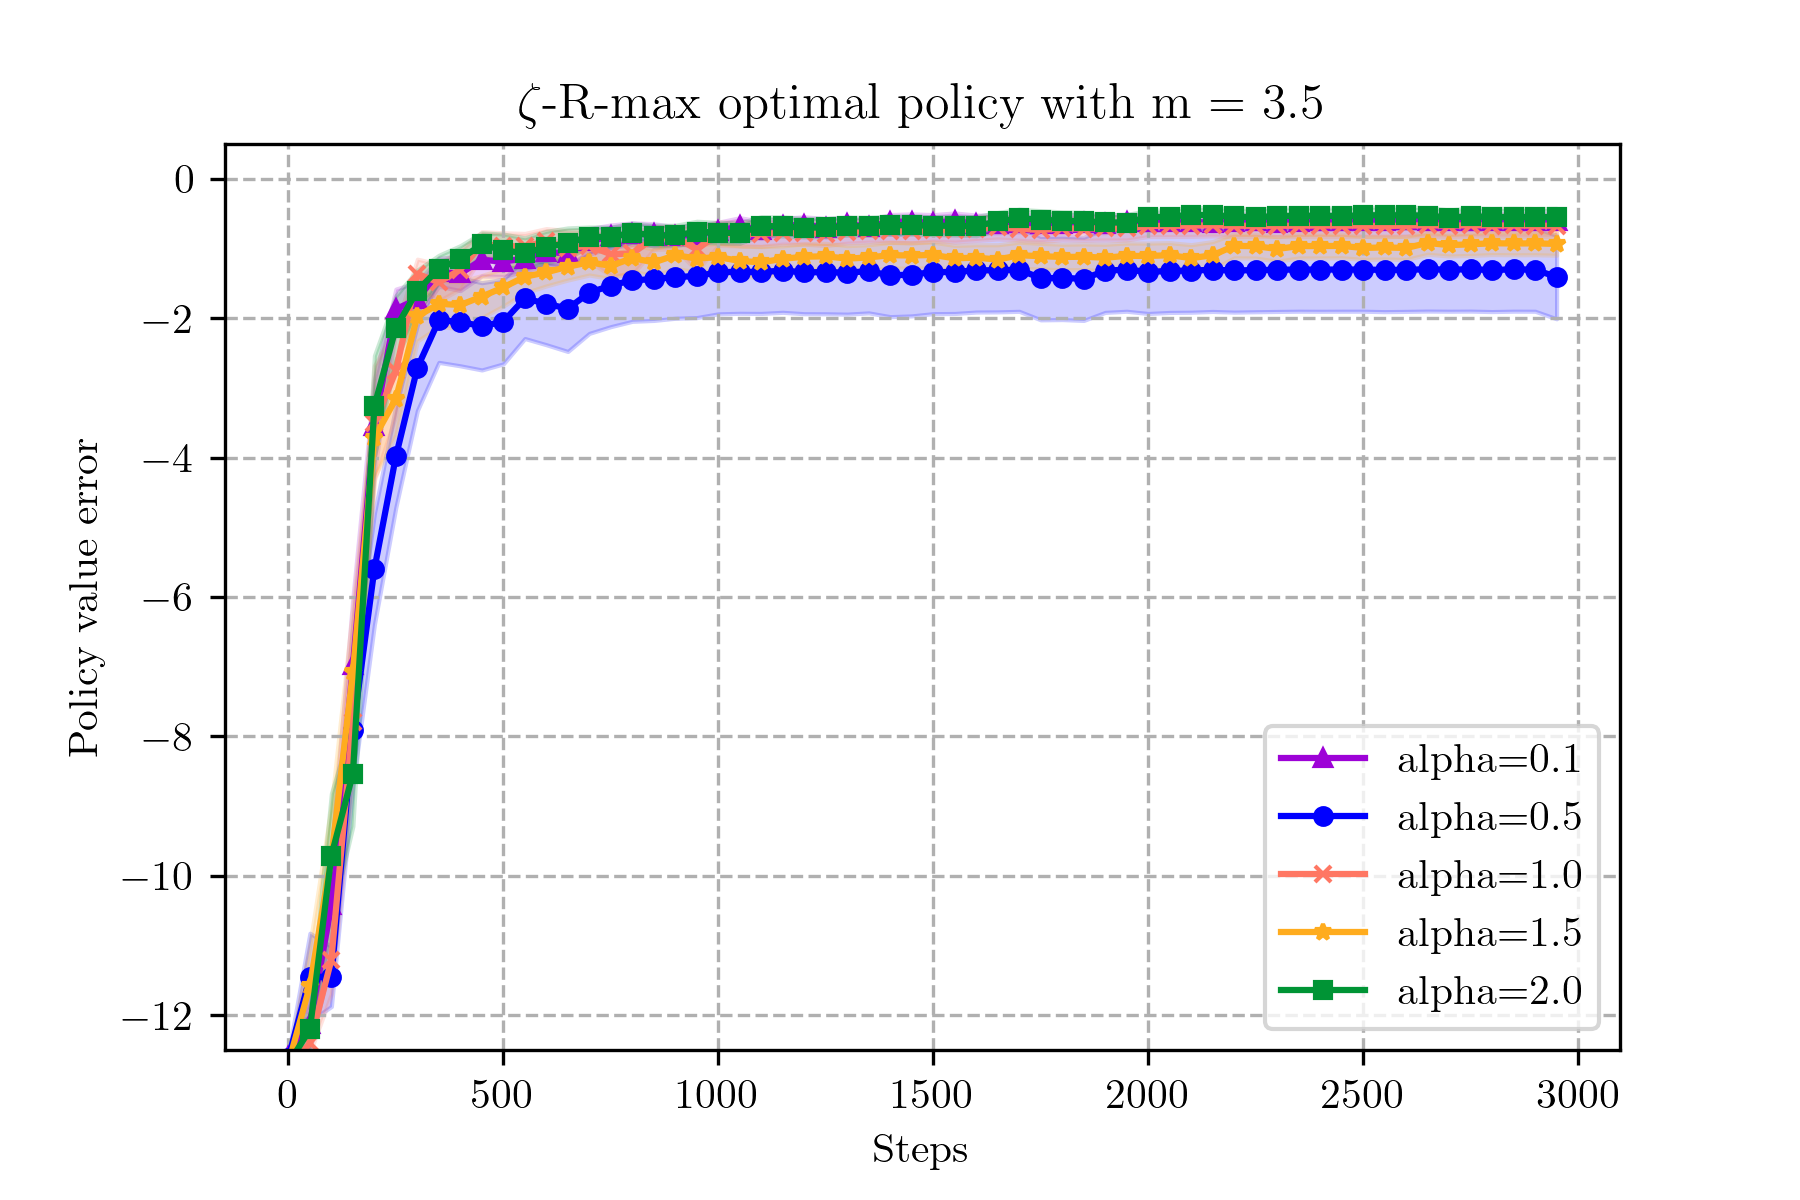 ζ-R-max optimal policy with m = 3.5
Policy value error
0
−2
−4
−6
−8
−10
−12
0 500 1000 1500 2000 2500 3000
Steps
alpha=0.1
alpha=0.5
alpha=1.0
alpha=1.5
alpha=2.0